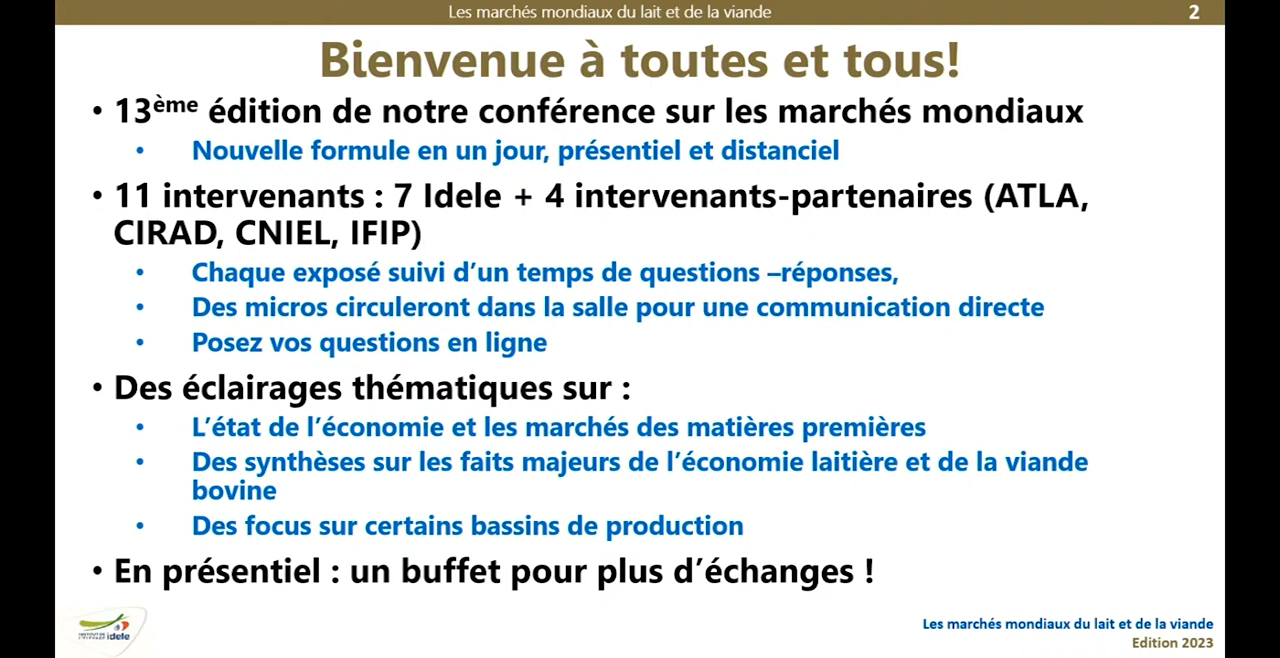 Les marchés mondiaux du lait et de la viande
2
Bienvenue à toutes et tous!
• 13ème édition de notre conférence sur les marchés mondiaux
• Nouvelle formule en un jour, présentiel et distanciel
• 11 intervenants : 7 Idele + 4 intervenants-partenaires (ATLA,
CIRAD, CNIEL, IFIP)
• Chaque exposé suivi d’un temps de questions –réponses,
• Des micros circuleront dans la salle pour une communication directe
• Posez vos questions en ligne
• Des éclairages thématiques sur :
• L’état de l’économie et les marchés des matières premières
• Des synthèses sur les faits majeurs de l’économie laitière et de la viande
bovine
• Des focus sur certains bassins de production
• En présentiel : un buffet pour plus d’échanges !
INSTITUT DE
L'ELEVAGE idele
Les marchés mondiaux du lait et de la viande
Edition 2023